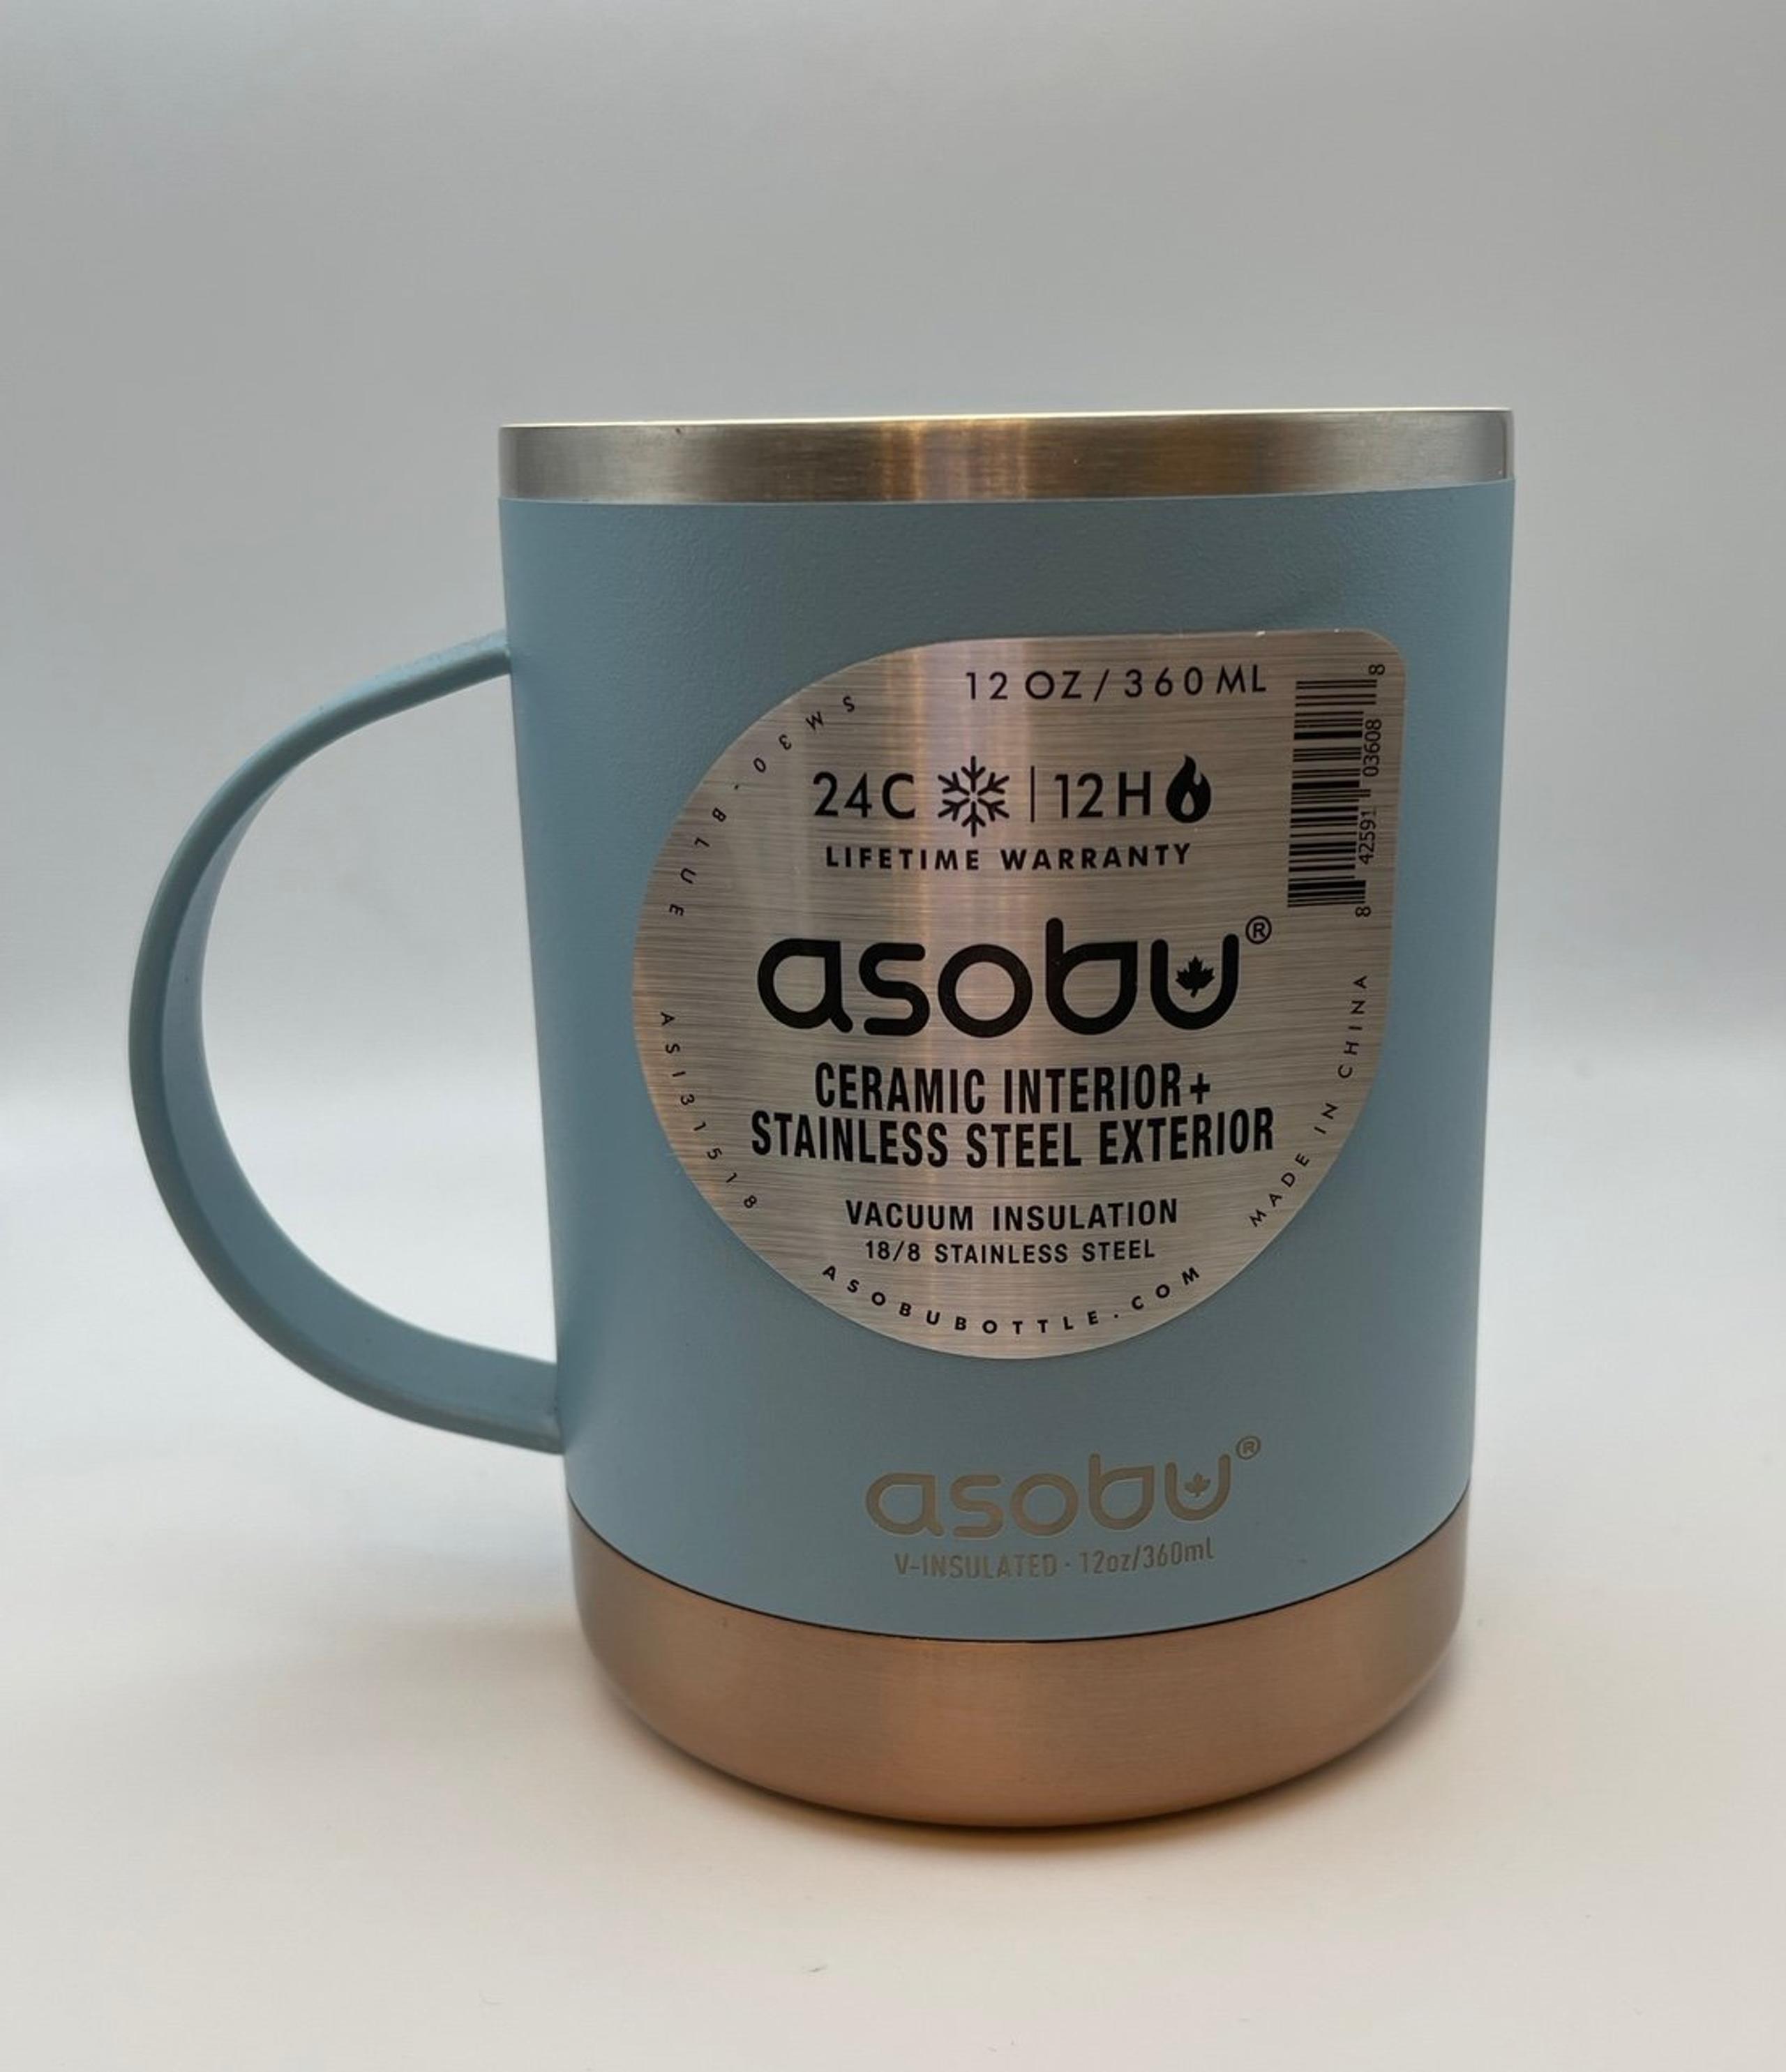 12 OZ / 360 ML
24C | 12H
LIFETIME WARRANTY
asobu®
CERAMIC INTERIOR +
STAINLESS STEEL EXTERIOR
VACUUM INSULATION
18/8 STAINLESS STEEL
ASOBUBOTTLE.COM
SM30-BLUE
ASI31518
MADE IN CHINA
8 42591 03608 8
asobu®
V-INSULATED · 12oz/360ml